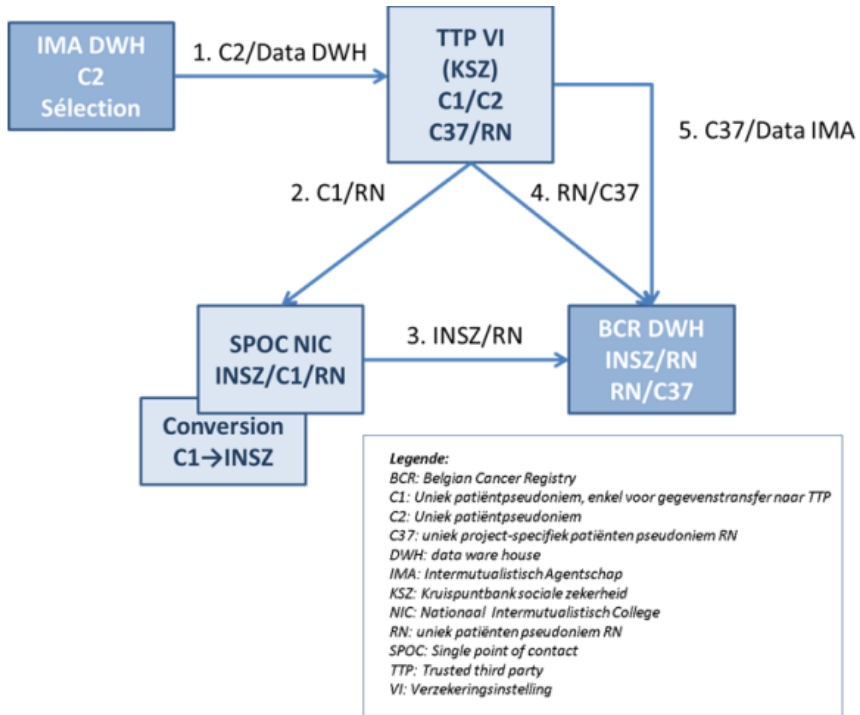 IMA DWH
C2
Sélection
1. C2/Data DWH
TTP VI
(KSZ)
C1/C2
C37/RN
5. C37/Data IMA
2. C1/RN
4. RN/C37
SPOC NIC
INSZ/C1/RN
3. INSZ/RN
BCR DWH
INSZ/RN
RN/C37
Conversion
C1→INSZ
Legende:
BCR: Belgian Cancer Registry
C1: Uniek patiëntpseudoniem, enkel voor gegevenstransfer naar TTP
C2: Uniek patiëntpseudoniem
C37: uniek project-specifiek patiënten pseudoniem RN
DWH: data ware house
IMA: Intermutualistisch Agentschap
KSZ: Kruispuntbank sociale zekerheid
NIC: Nationaal Intermutualistisch College
RN: uniek patiënten pseudoniem RN
SPOC: Single point of contact
TTP: Trusted third party
VI: Verzekeringsinstelling